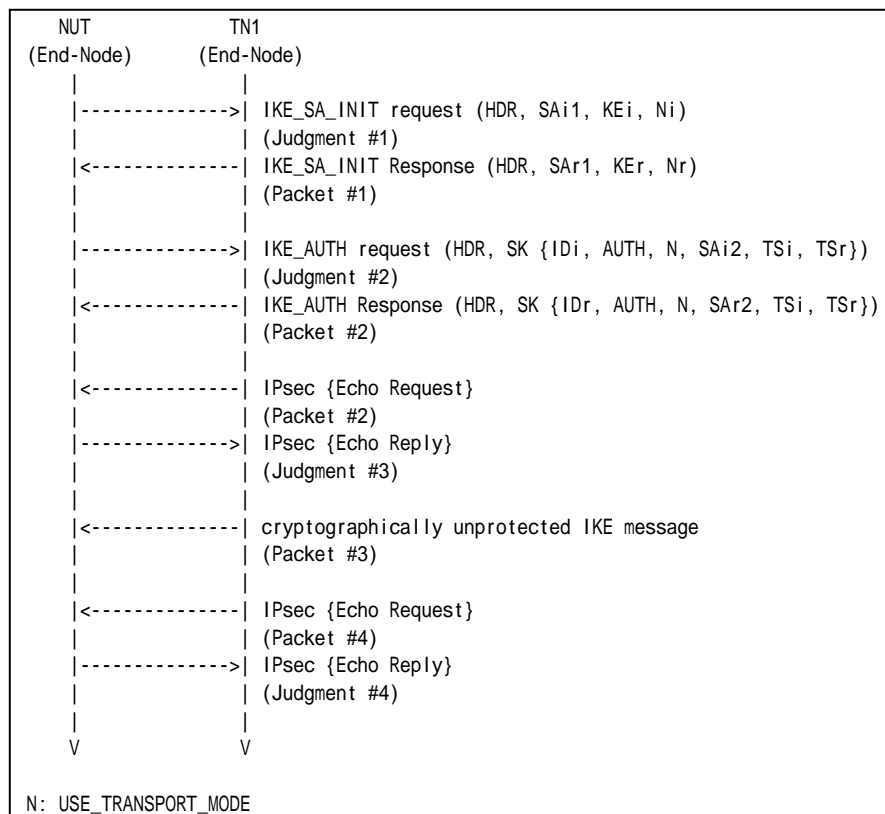 NUT TN1
(End-Node) (End-Node)
| |
|-------------->| IKE_SA_INIT request (HDR, SAi1, KEi, Ni)
| | (Judgment #1)
|<--------------| IKE_SA_INIT Response (HDR, SAr1, KEr, Nr)
| | (Packet #1)
| |
|-------------->| IKE_AUTH request (HDR, SK {IDi, AUTH, N, SAi2, TSi, TSr})
| | (Judgment #2)
|<--------------| IKE_AUTH Response (HDR, SK {IDr, AUTH, N, SAr2, TSi, TSr})
| | (Packet #2)
| |
|<--------------| IPsec {Echo Request}
| | (Packet #2)
|-------------->| IPsec {Echo Reply}
| | (Judgment #3)
| |
|<--------------| cryptographically unprotected IKE message
| | (Packet #3)
| |
|<--------------| IPsec {Echo Request}
| | (Packet #4)
|-------------->| IPsec {Echo Reply}
| | (Judgment #4)
| |
V V
N: USE_TRANSPORT_MODE